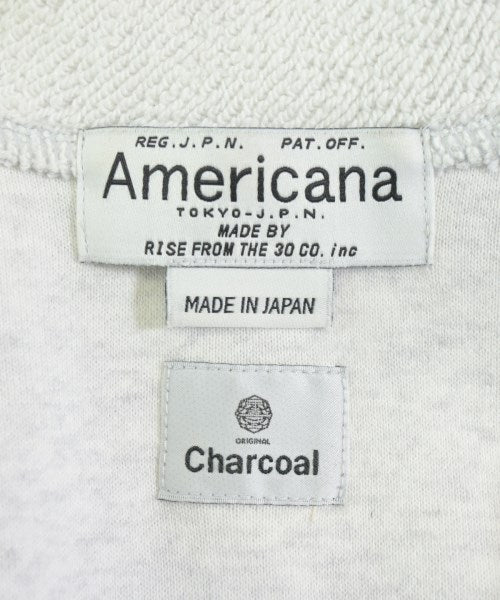 REG.J.P.N. PAT.OFF.
Americana
TOKYO-J.P.N.
MADE BY
RISE FROM THE 30 CO. inc
MADE IN JAPAN
ORIGINAL
Charcoal